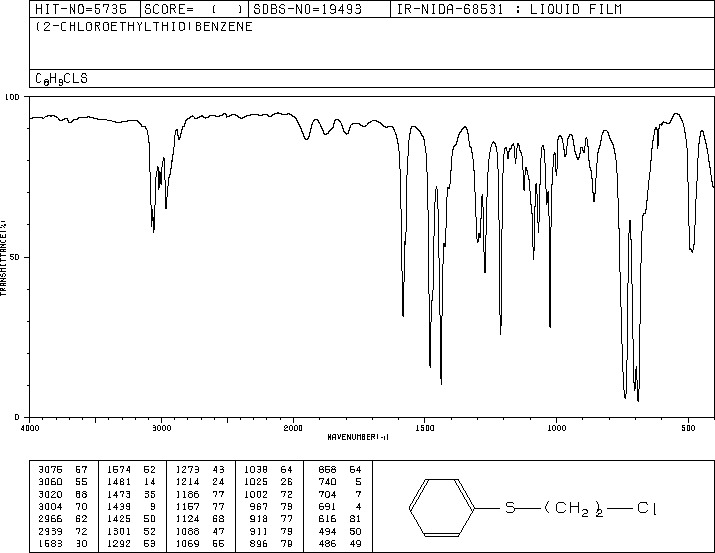 HIT-NO=5735 SCORE= ( ) SDBS-NO=19493 IR-NIDA-68531 : LIQUID FILM
(2-CHLOROETHYLTHIO)BENZENE
C8H9CLS
100
50
0
TRANSMITTANCE(%)
4000 3000 2000 1500 1000 500
WAVENUMBER(-1)
3076 57 1574 52 1273 43 1038 64 858 64
3060 55 1481 14 1214 24 1025 26 740 5
3020 68 1473 35 1186 77 1002 72 704 7
3004 70 1439 9 1157 77 967 79 691 4
2966 62 1425 50 1124 68 918 77 616 81
2939 72 1301 52 1088 47 911 79 494 50
1583 30 1292 53 1069 55 896 79 486 49
S—(CH2)2—Cl